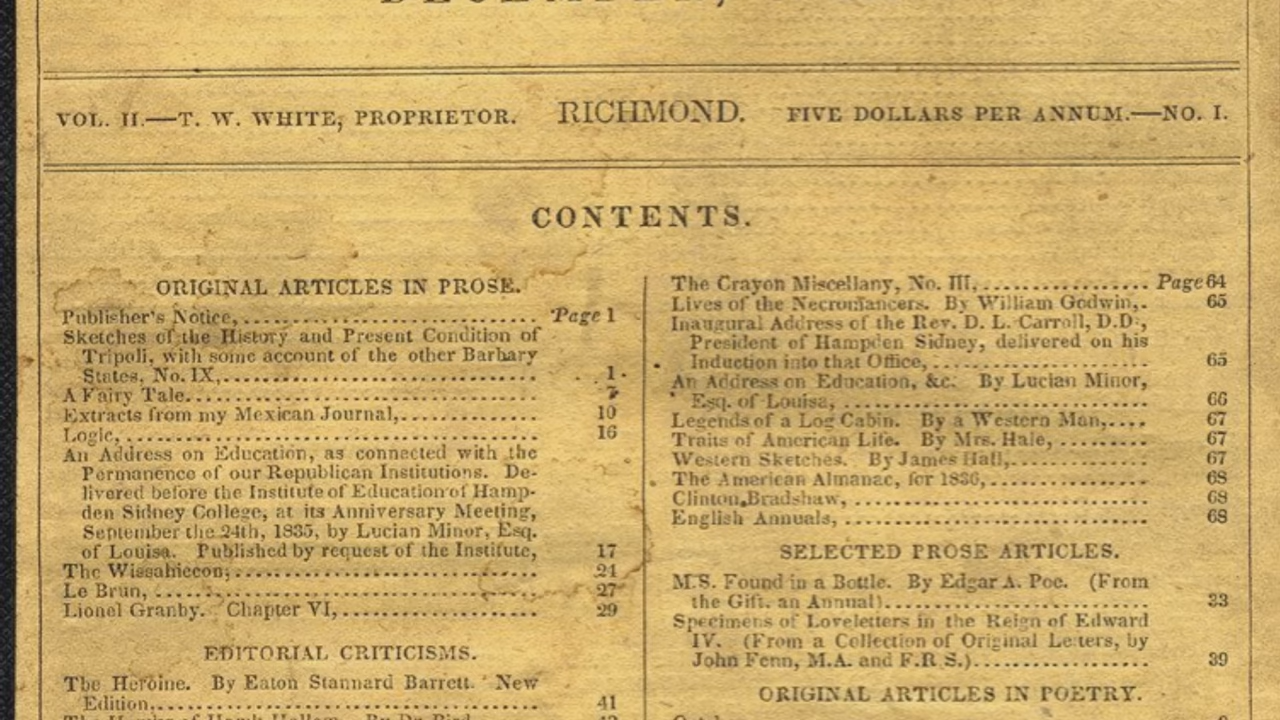 VOL. II.—T. W. WHITE, PROPRIETOR. RICHMOND. FIVE DOLLARS PER ANNUM.—NO. I.
CONTENTS.
ORIGINAL ARTICLES IN PROSE.
Publisher's Notice,.................... Page 1
Sketches of the History and Present Condition of
Tripoli, with some account of the other Barbary
States, No. IX,.................... 1
A Fairy Tale.................... 7
Extracts from my Mexican Journal,.................... 10
Logic,.................... 16
An Address on Education, as connected with the
Permanence of our Republican Institutions. De-
livered before the Institute of Education of Hamp-
den Sidney College, at its Anniversary Meeting,
September the 24th, 1835, by Lucian Minor, Esq.
of Louisa. Published by request of the Institute, 17
The Wissahiccon,.................... 24
Le Brun,.................... 27
Lionel Granby. Chapter VI,.................... 29
EDITORIAL CRITICISMS.
The Heroine. By Eaton Stannard Barrett. New
Edition.................... 41
The Crayon Miscellany, No. III,.................... Page 64
Lives of the Necromancers. By William Godwin,.. 65
Inaugural Address of the Rev. D. L. Carroll, D.D.,
President of Hampden Sidney, delivered on his
Induction into that Office,.................... 65
An Address on Education, &c. By Lucian Minor,
Esq. of Louisa,.................... 66
Legends of a Log Cabin. By a Western Man,.... 67
Traits of American Life. By Mrs. Hale,......... 67
Western Sketches. By James Hall,.............. 67
The American Almanac, for 1836,.................... 68
Clinton Bradshaw,.................... 68
English Annuals,.................... 68
SELECTED PROSE ARTICLES.
M.S. Found in a Bottle. By Edgar A. Poe. (From
the Gift, an Annual).................... 33
Specimens of Loveletters in the Reign of Edward
IV. (From a Collection of Original Letters, by
John Fenn, M.A. and F.R.S.).................... 39
ORIGINAL ARTICLES IN POETRY.